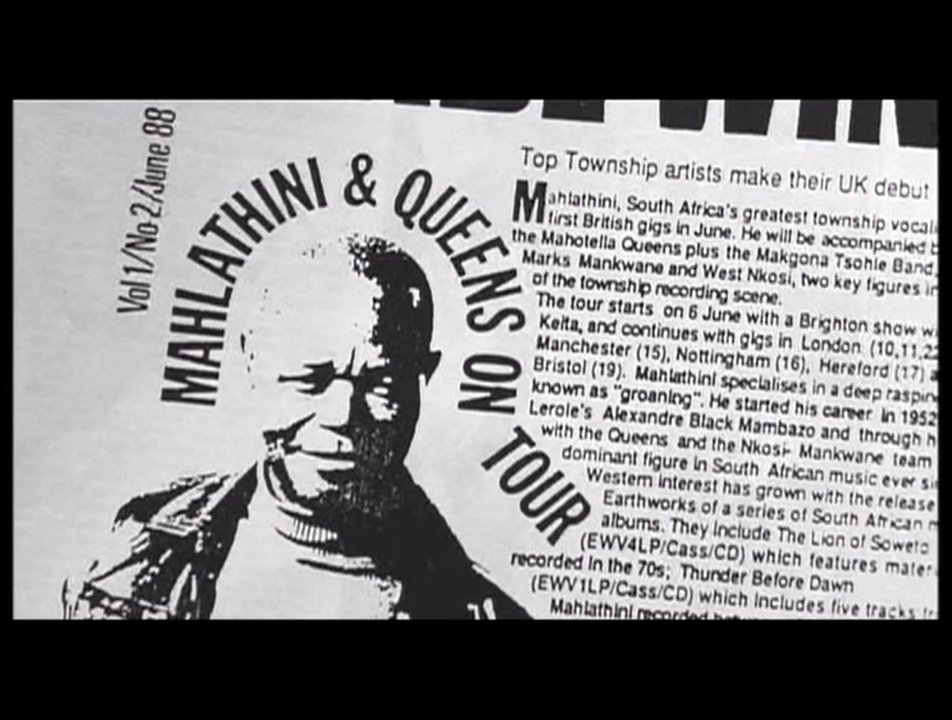 Vol 1/No 2/June 88
MAHLATHINI & QUEENS ON TOUR
Top Township artists make their UK debut
Mahlathini, South Africa's greatest township
first British gigs in June. He will be accompanied
the Mahotella Queens plus the Makgona Tsohle Band,
Marks Mankwane and West Nkosi, two key figures in
of the township recording scene.
The tour starts on 6 June with a Brighton show
Keita, and continues with gigs in London (10,11,
Manchester (15), Nottingham (16), Hereford (17)
Bristol (19). Mahlathini specialises in a deep
known as "groaning". He started his career in 1952
Lerole's Alexandre Black Mambazo and through
with the Queens and the Nkosi- Mankwane team
dominant figure in South African music ever
Western interest has grown with the release
Earthworks of a series of South African
albums. They include The Lion of Soweto
(EWV4LP/Cass/CD) which features
recorded in the 70s; Thunder Before Dawn
(EWV1LP/Cass/CD) which includes five tracks
Mahlathini recorded